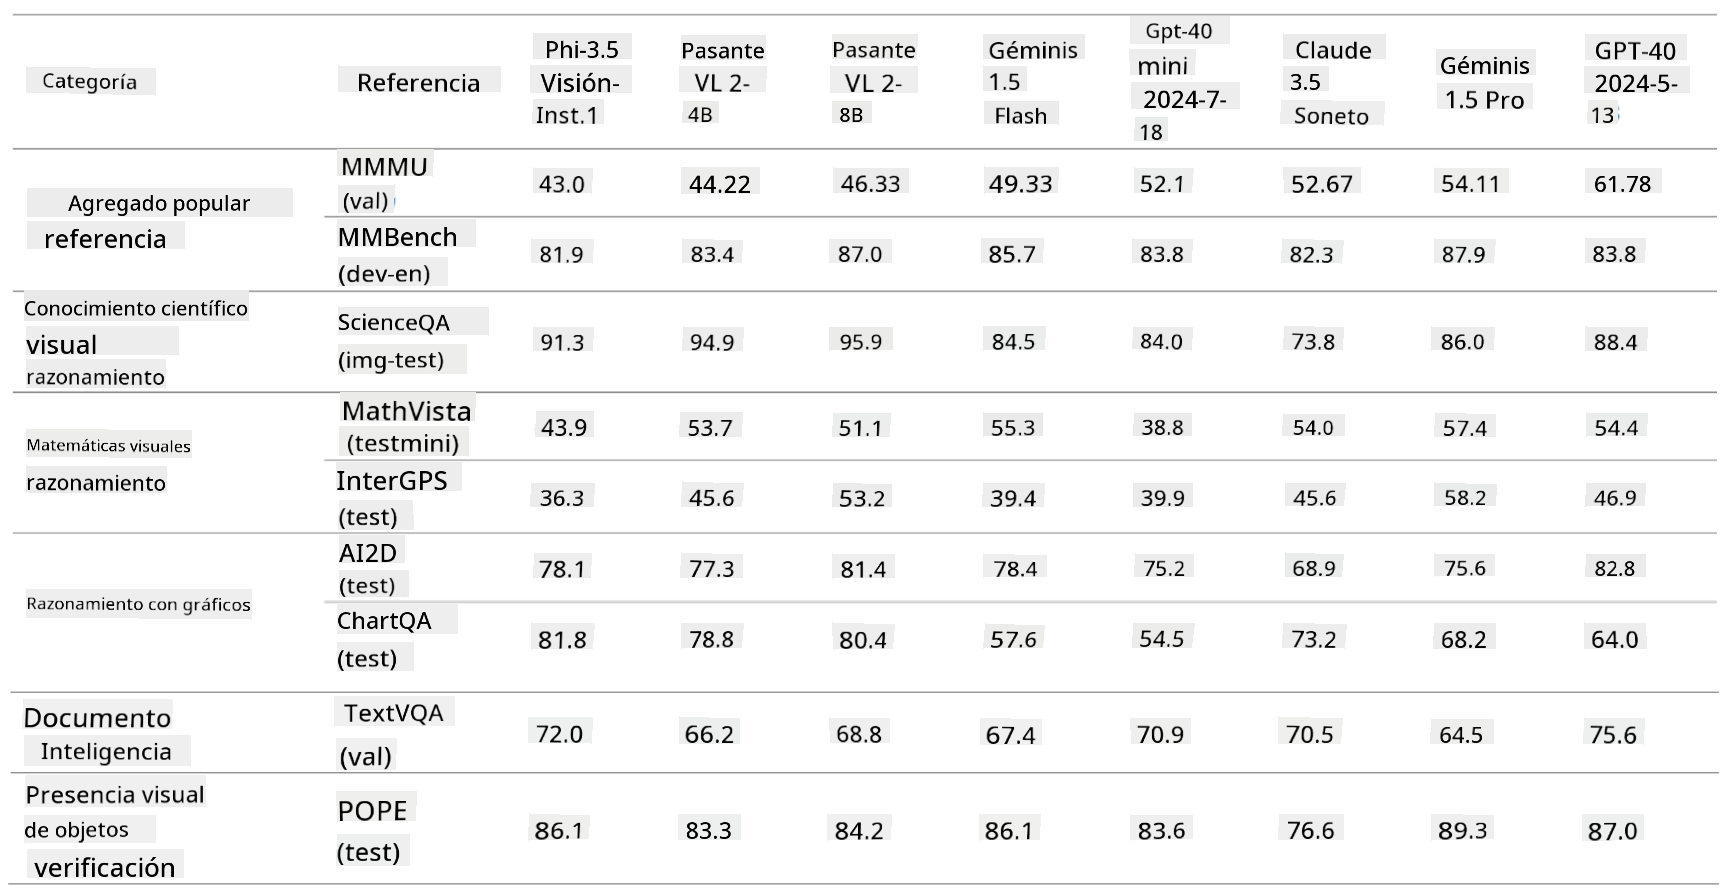 Categoría Referencia Phi-3.5 Visión-Inst.1 Pasante VL 2-4B Pasante VL 2-8B Géminis 1.5 Flash Gpt-40 mini 2024-7-18 Claude 3.5 Soneto Géminis 1.5 Pro GPT-40 2024-5-13
Agregado popular
referencia
MMMU
(val)
43.0 44.22 46.33 49.33 52.1 52.67 54.11 61.78
MMBench
(dev-en)
81.9 83.4 87.0 85.7 83.8 82.3 87.9 83.8
Conocimiento científico
visual
razonamiento
ScienceQA
(img-test)
91.3 94.9 95.9 84.5 84.0 73.8 86.0 88.4
Matemáticas visuales
razonamiento
MathVista
(testmini)
43.9 53.7 51.1 55.3 38.8 54.0 57.4 54.4
InterGPS
(test)
36.3 45.6 53.2 39.4 39.9 45.6 58.2 46.9
Razonamiento con gráficos
AI2D
(test)
78.1 77.3 81.4 78.4 75.2 68.9 75.6 82.8
ChartQA
(test)
81.8 78.8 80.4 57.6 54.5 73.2 68.2 64.0
Documento
Inteligencia
TextVQA
(val)
72.0 66.2 68.8 67.4 70.9 70.5 64.5 75.6
Presencia visual
de objetos
verificación
POPE
(test)
86.1 83.3 84.2 86.1 83.6 76.6 89.3 87.0